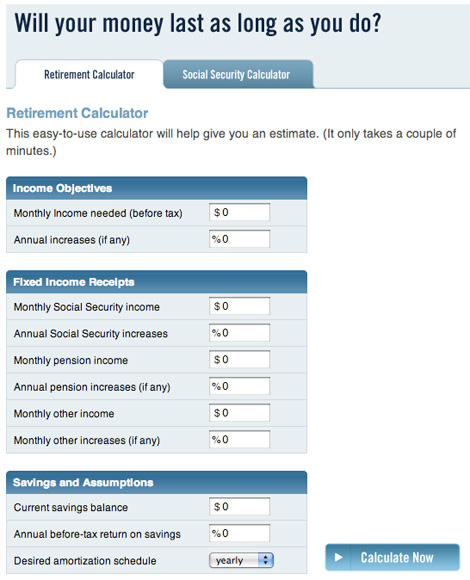 Will your money last as long as you do?
Retirement Calculator
Social Security Calculator
Retirement Calculator
This easy-to-use calculator will help give you an estimate. (It only takes a couple of
minutes.)
Income Objectives
Monthly Income needed (before tax) $0
Annual increases (if any) %0
Fixed Income Receipts
Monthly Social Security income $0
Annual Social Security increases %0
Monthly pension income $0
Annual pension increases (if any) %0
Monthly other income $0
Monthly other increases (if any) %0
Savings and Assumptions
Current savings balance $0
Annual before-tax return on savings %0
Desired amortization schedule yearly
Calculate Now